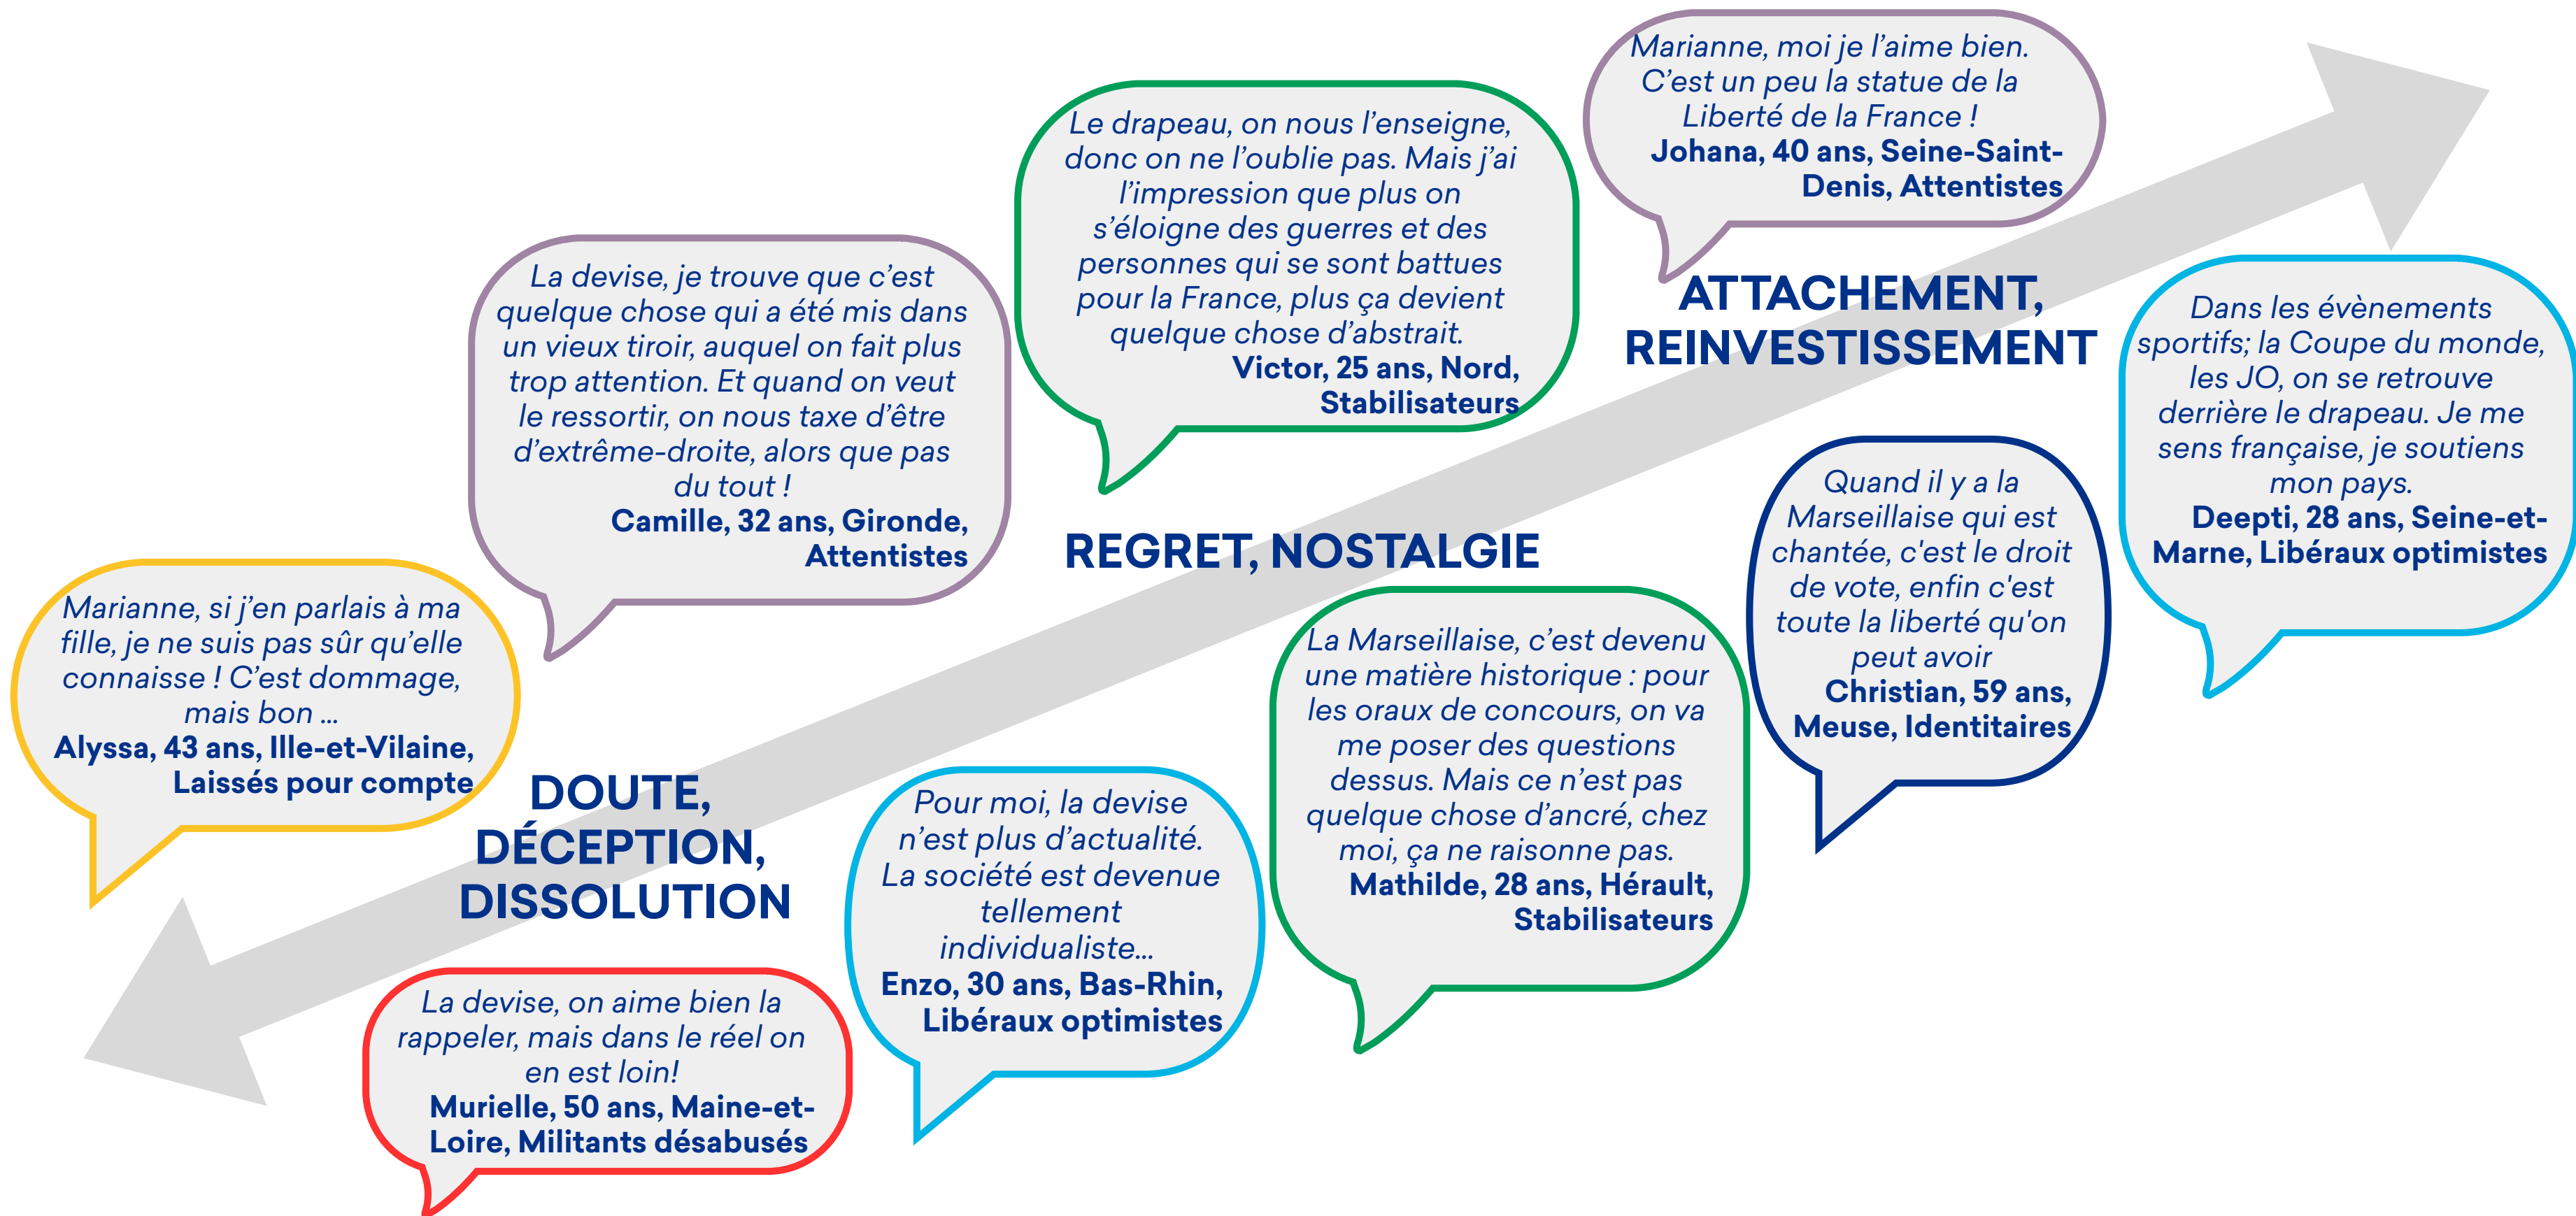 Marianne, moi je l'aime bien.
C'est un peu la statue de la
Liberté de la France !
Johana, 40 ans, Seine-Saint-
Denis, Attentistes
Le drapeau, on nous l'enseigne,
donc on ne l'oublie pas. Mais j'ai
l'impression que plus on
s'éloigne des guerres et des
personnes qui se sont battues
pour la France, plus ça devient
quelque chose d'abstrait.
Victor, 25 ans, Nord,
Stabilisateurs
La devise, je trouve que c'est
quelque chose qui a été mis dans
un vieux tiroir, auquel on fait plus
trop attention. Et quand on veut
le ressortir, on nous taxe d'être
d'extrême-droite, alors que pas
du tout !
Camille, 32 ans, Gironde,
Attentistes
ATTACHEMENT,
REINVESTISSEMENT
Dans les évènements
sportifs; la Coupe du monde,
les JO, on se retrouve
derrière le drapeau. Je me
sens française, je soutiens
mon pays.
Deepti, 28 ans, Seine-et-
Marne, Libéraux optimistes
Quand il y a la
Marseillaise qui est
chantée, c'est le droit
de vote, enfin c'est
toute la liberté qu'on
peut avoir
Christian, 59 ans,
Meuse, Identitaires
REGRET, NOSTALGIE
Marianne, si j'en parlais à ma
fille, je ne suis pas sûr qu'elle
connaisse ! C'est dommage,
mais bon ...
Alyssa, 43 ans, Ille-et-Vilaine,
Laissés pour compte
La Marseillaise, c'est devenu
une matière historique : pour
les oraux de concours, on va
me poser des questions
dessus. Mais ce n'est pas
quelque chose d'ancré, chez
moi, ça ne raisonne pas.
Mathilde, 28 ans, Hérault,
Stabilisateurs
DOUTE,
DÉCEPTION,
DISSOLUTION
Pour moi, la devise
n'est plus d'actualité.
La société est devenue
tellement
individualiste...
Enzo, 30 ans, Bas-Rhin,
Libéraux optimistes
La devise, on aime bien la
rappeler, mais dans le réel on
en est loin!
Murielle, 50 ans, Maine-et-
Loire, Militants désabusés